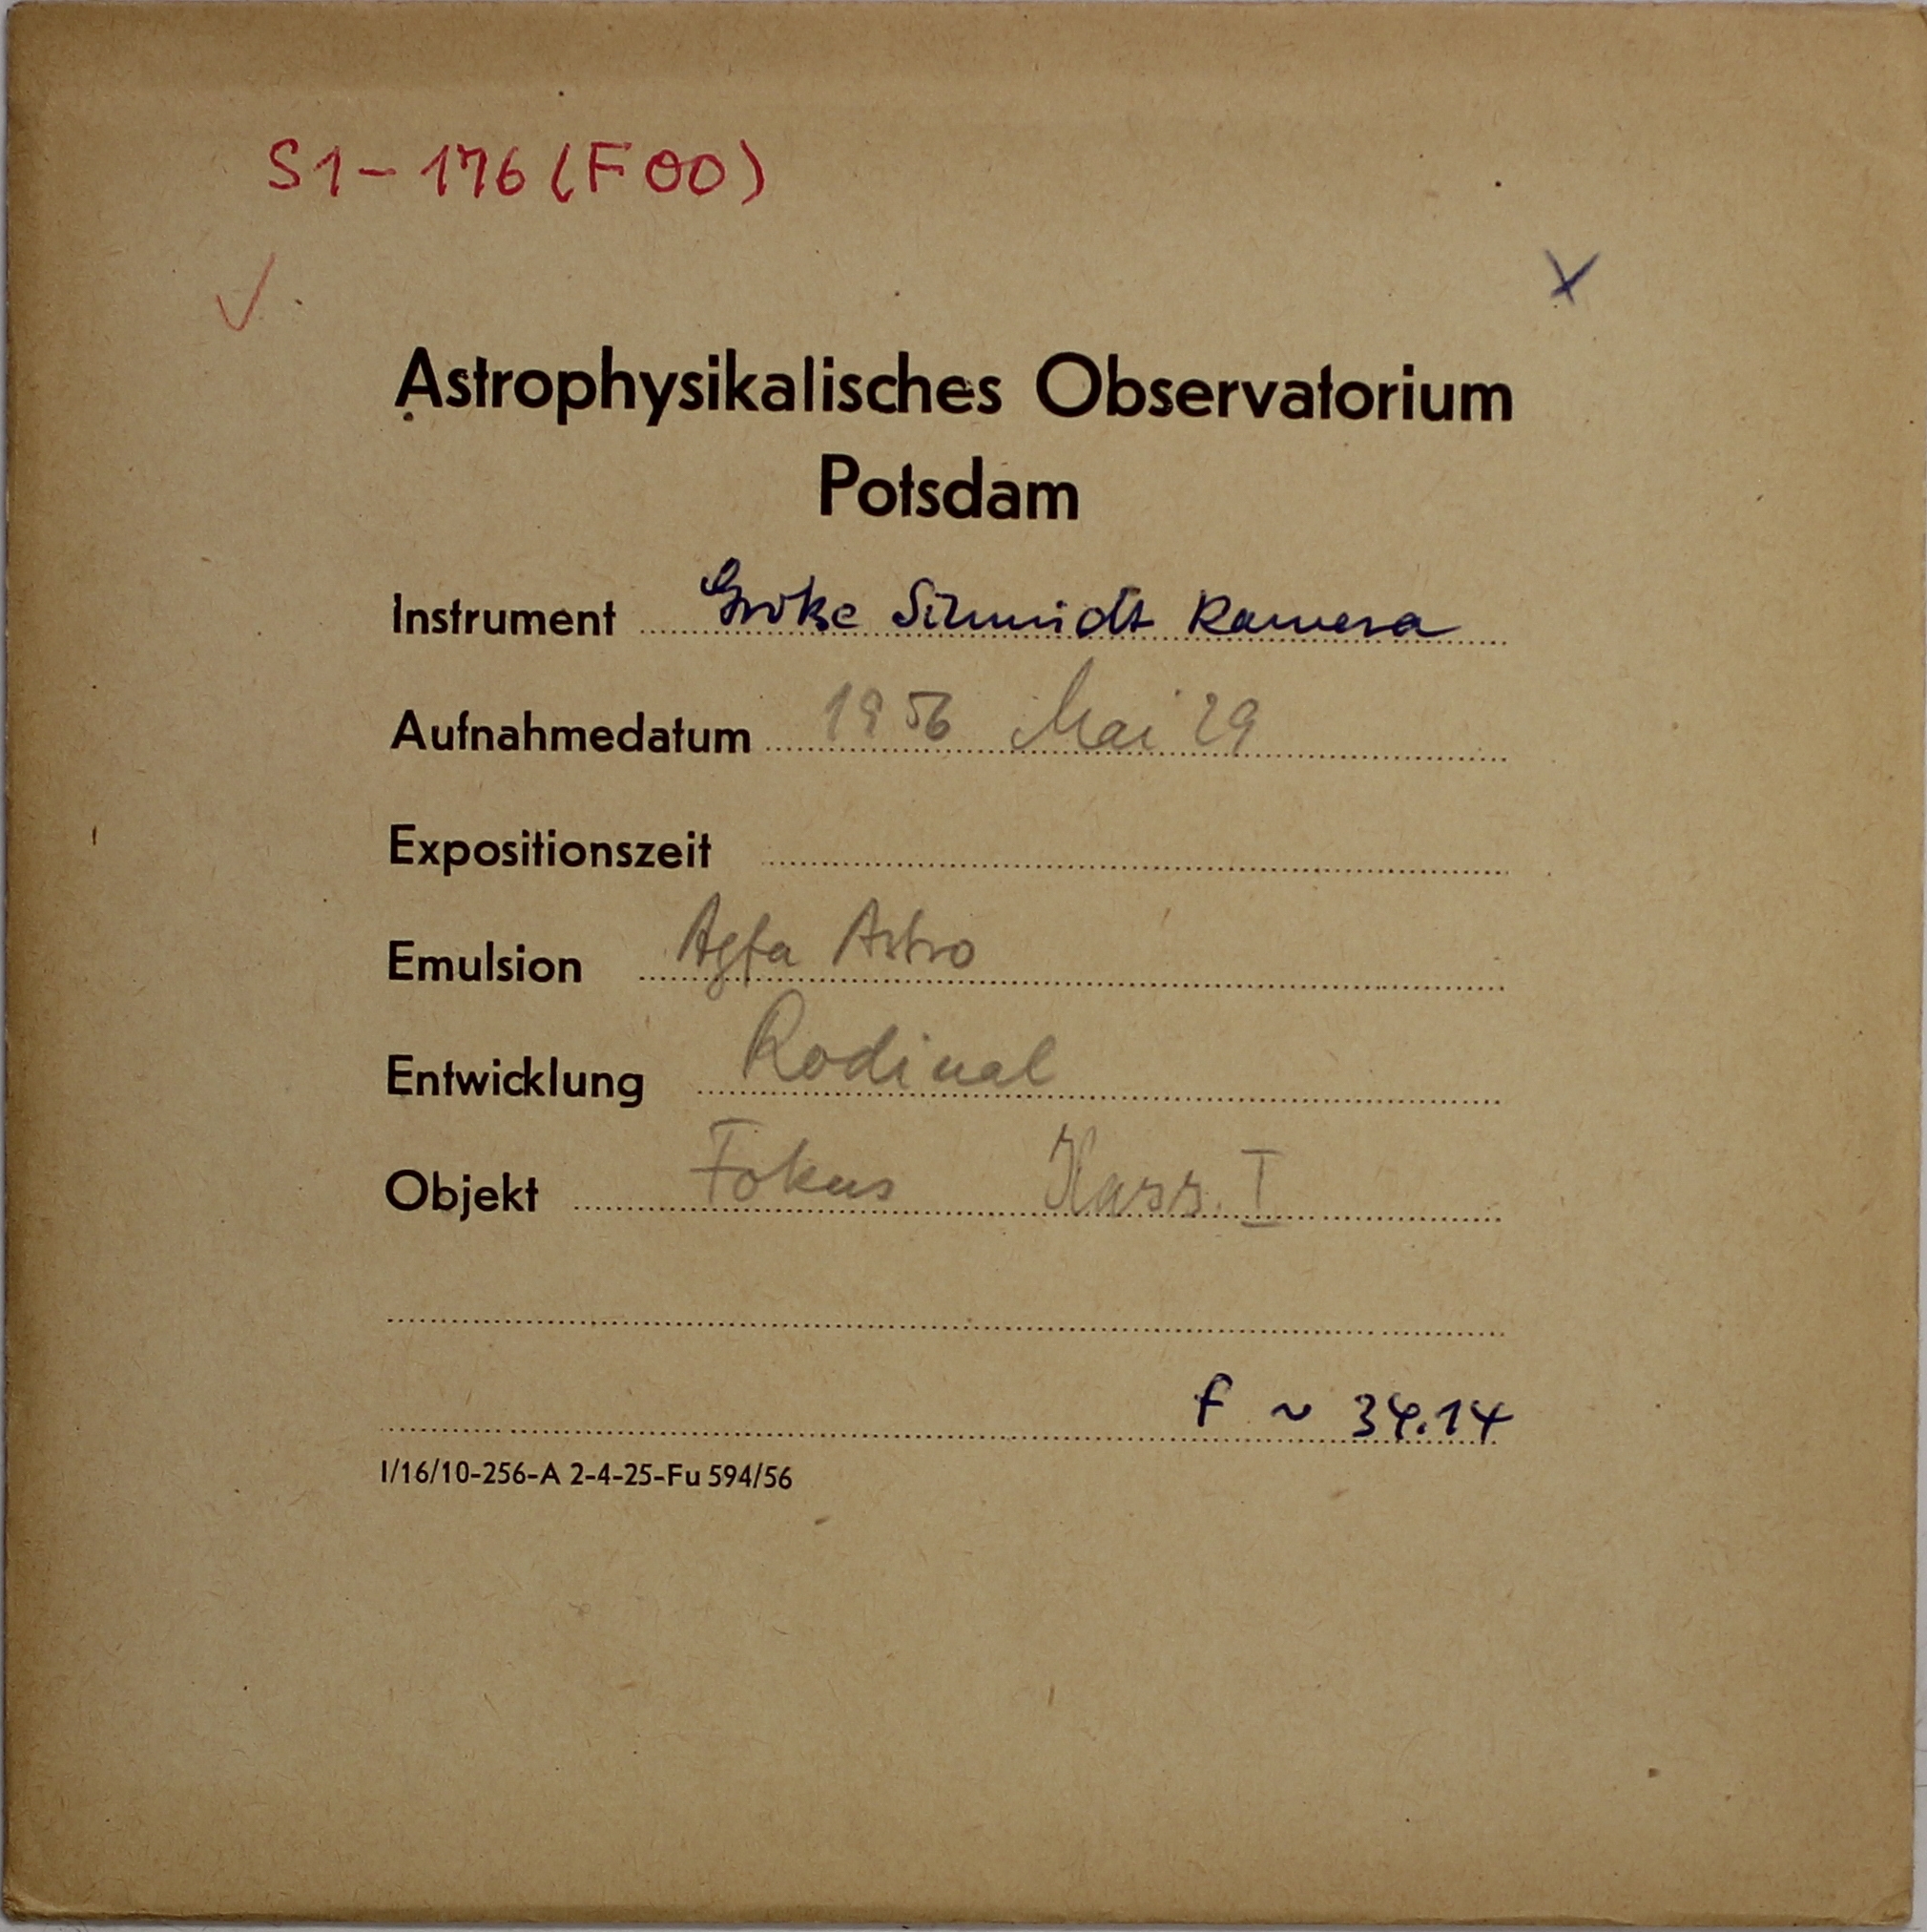 S1-176 (F00)
✓ x
Astrophysikalisches Observatorium
Potsdam
Instrument Große Schmidt Kamera
Aufnahmedatum 1956 Mai 29
Expositionszeit
Emulsion Agfa Astro
Entwicklung Rodinal
Objekt Fokus Kass. I
f ~ 34.14
I/16/10-256-A 2-4-25-Fu 594/56